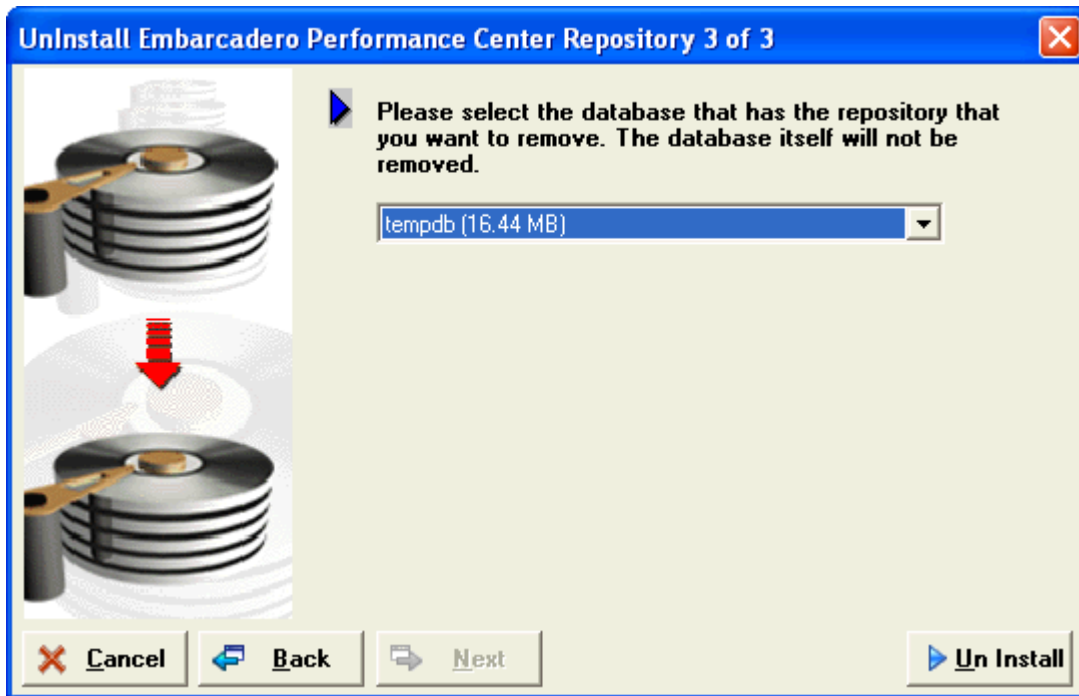 UnInstall Embarcadero Performance Center Repository 3 of 3
Please select the database that has the repository that
you want to remove. The database itself will not be
removed.
tempdb (16.44 MB)
Cancel
Back
Next
Un Install